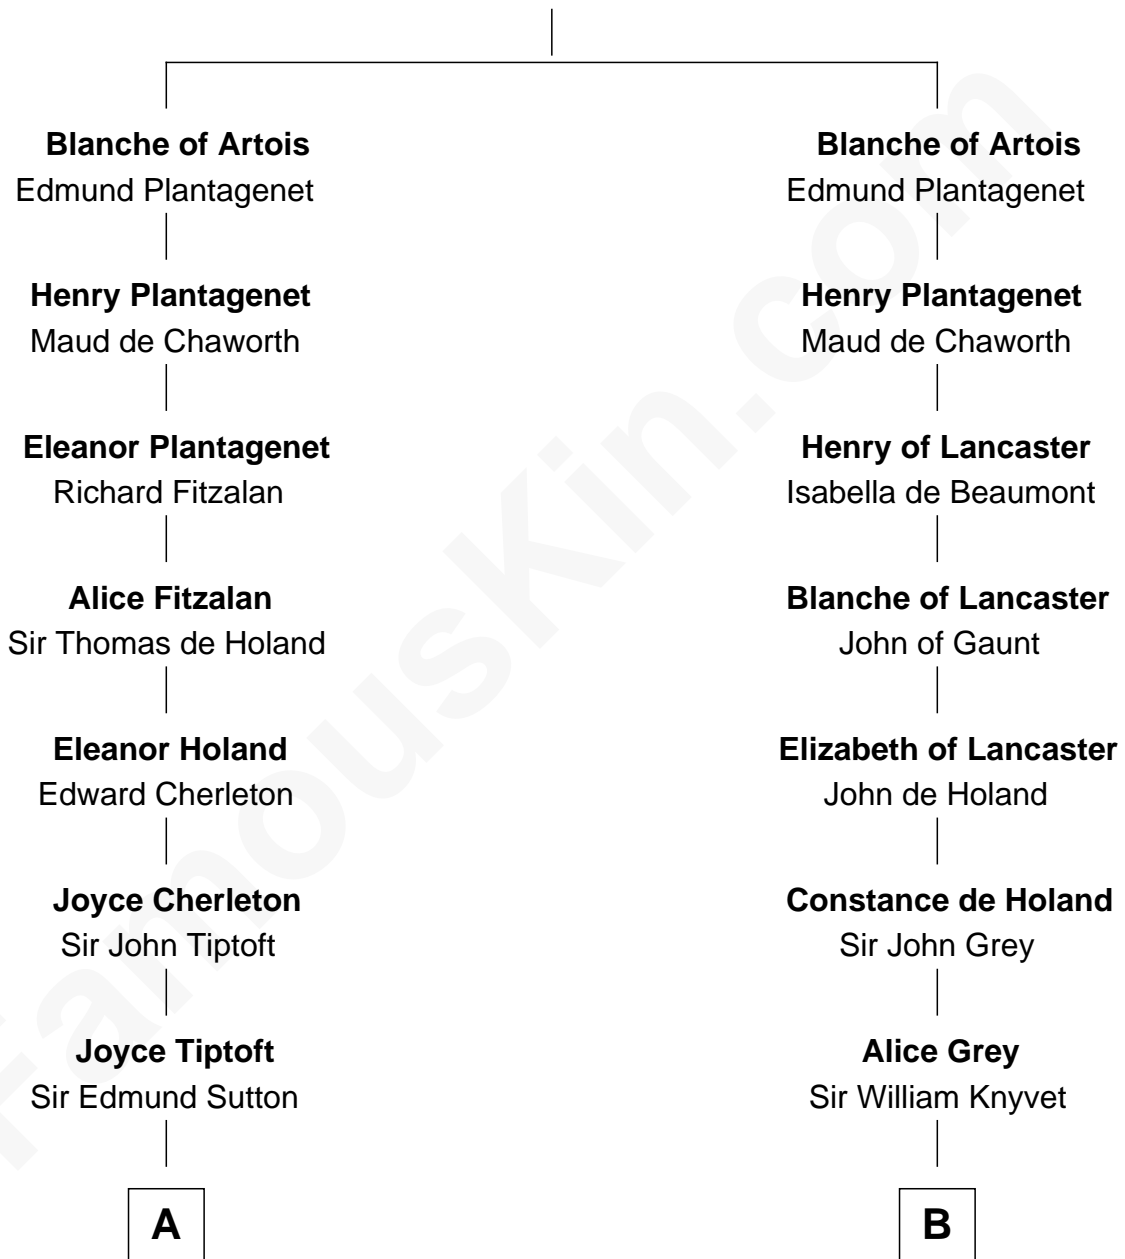 Blanche of Artois
Edmund Plantagenet
Henry Plantagenet
Maud de Chaworth
Eleanor Plantagenet
Richard Fitzalan
Alice Fitzalan
Sir Thomas de Holand
Eleanor Holand
Edward Cherleton
Joyce Cherleton
Sir John Tiptoft
Joyce Tiptoft
Sir Edmund Sutton
A
Blanche of Artois
Edmund Plantagenet
Henry Plantagenet
Maud de Chaworth
Henry of Lancaster
Isabella de Beaumont
Blanche of Lancaster
John of Gaunt
Elizabeth of Lancaster
John de Holand
Constance de Holand
Sir John Grey
Alice Grey
Sir William Knyvet
B
FamousKin.com